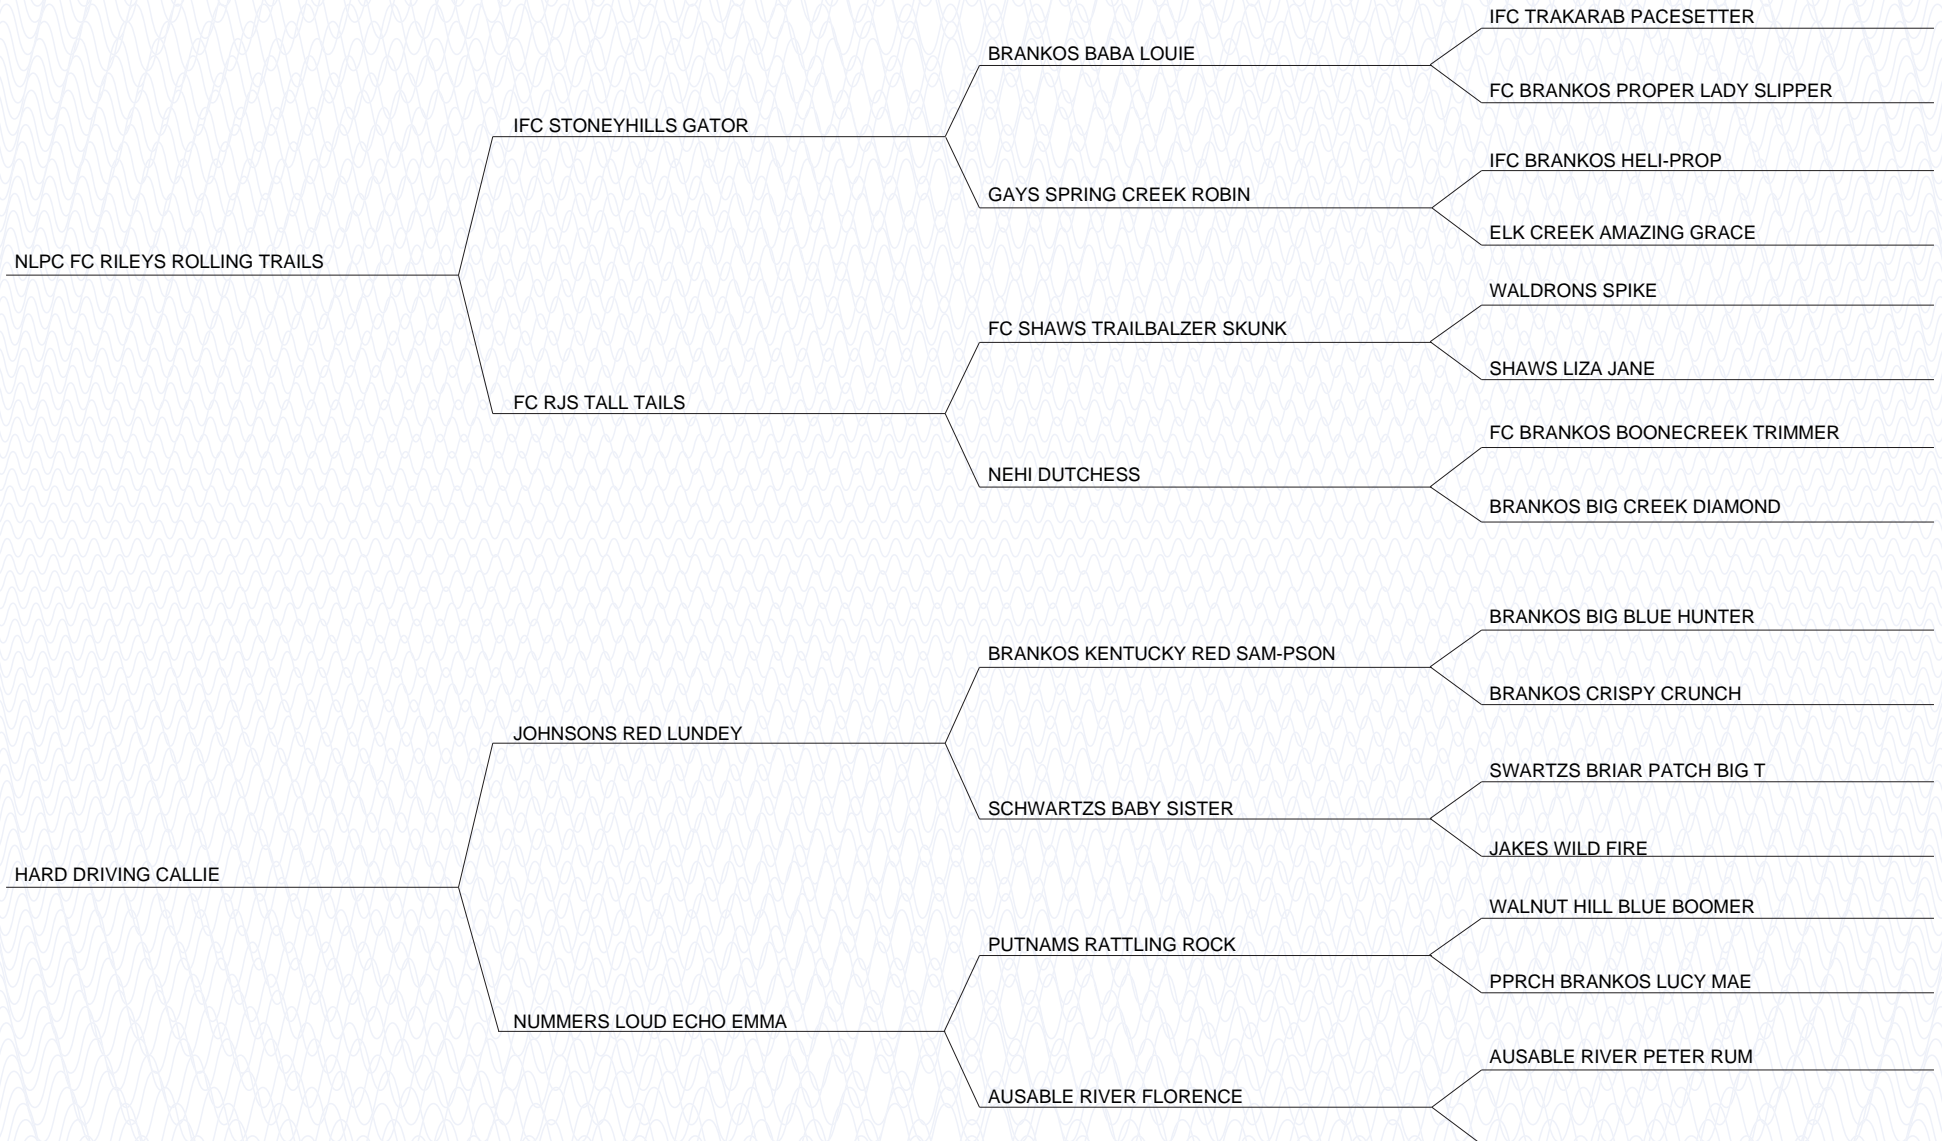 IFC TRAKARAB PACESETTER
BRANKOS BABA LOUIE
FC BRANKOS PROPER LADY SLIPPER
IFC STONEYHILLS GATOR
IFC BRANKOS HELI-PROP
GAYS SPRING CREEK ROBIN
ELK CREEK AMAZING GRACE
NLPC FC RILEYS ROLLING TRAILS
WALDRONS SPIKE
FC SHAWS TRAILBALZER SKUNK
SHAWS LIZA JANE
FC RJS TALL TAILS
FC BRANKOS BOONECREEK TRIMMER
NEHI DUTCHESS
BRANKOS BIG CREEK DIAMOND
BRANKOS BIG BLUE HUNTER
BRANKOS KENTUCKY RED SAM-PSON
BRANKOS CRISPY CRUNCH
JOHNSONS RED LUNDEY
SWARTZS BRIAR PATCH BIG T
SCHWARTZS BABY SISTER
JAKES WILD FIRE
HARD DRIVING CALLIE
WALNUT HILL BLUE BOOMER
PUTNAMS RATTLING ROCK
PPRCH BRANKOS LUCY MAE
NUMMERS LOUD ECHO EMMA
AUSABLE RIVER PETER RUM
AUSABLE RIVER FLORENCE